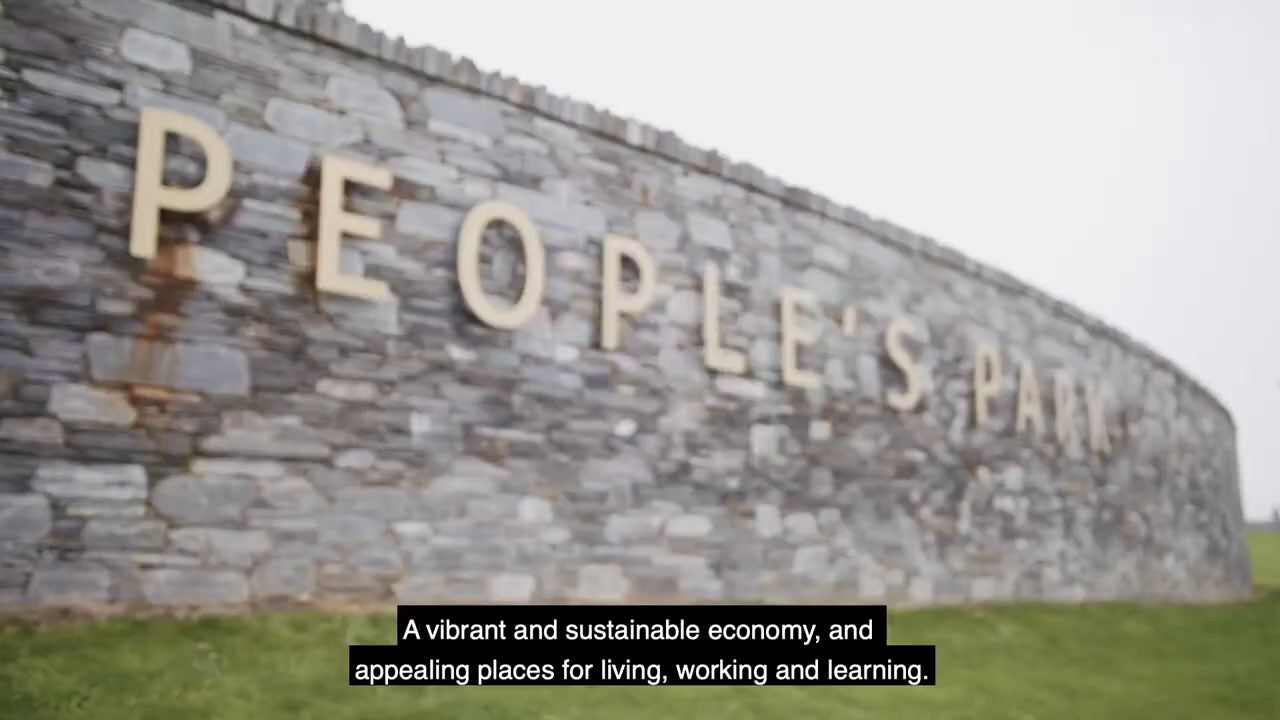 PEOPLE'S PARK
A vibrant and sustainable economy, and
appealing places for living, working and learning.